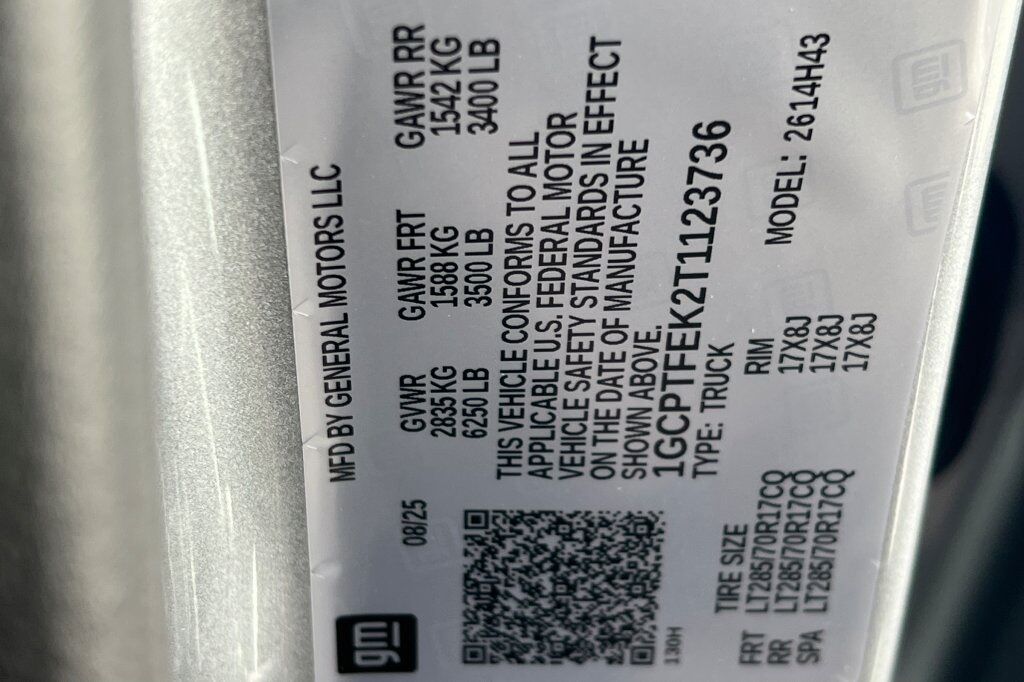 gm
MFD BY GENERAL MOTORS LLC
08/25 GVWR GAWR FRT GAWR RR
2835 KG 1588 KG 1542 KG
6250 LB 3500 LB 3400 LB
THIS VEHICLE CONFORMS TO ALL
APPLICABLE U.S. FEDERAL MOTOR
VEHICLE SAFETY STANDARDS IN EFFECT
ON THE DATE OF MANUFACTURE
SHOWN ABOVE.
1GCPTFEK2T1123736
130H
TYPE: TRUCK
TIRE SIZE RIM MODEL: 2614H43
FRT LT285/70R17CQ 17X8J
RR LT285/70R17CQ 17X8J
SPA LT285/70R17CQ 17X8J